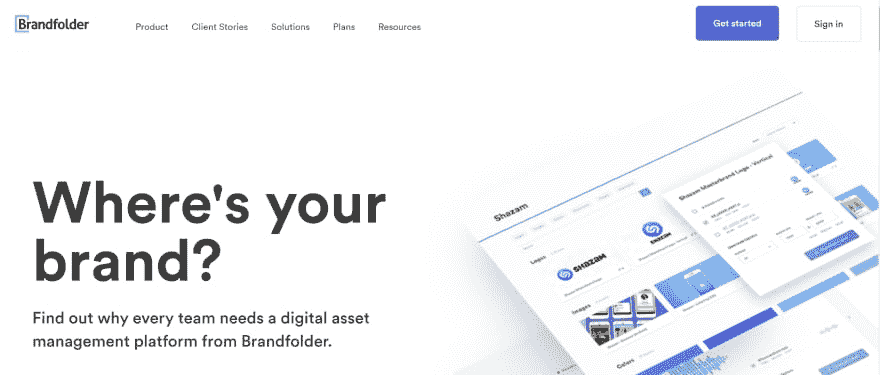 Brandfolder
Product
Client Stories
Solutions
Plans
Resources
Get started
Sign in
Where's your
brand?
Find out why every team needs a digital asset
management platform from Brandfolder.
Shazam
Shazam Masterbrand Logo - Vertical
Logos
SHAZAM
SHAZAM
Images
Colors